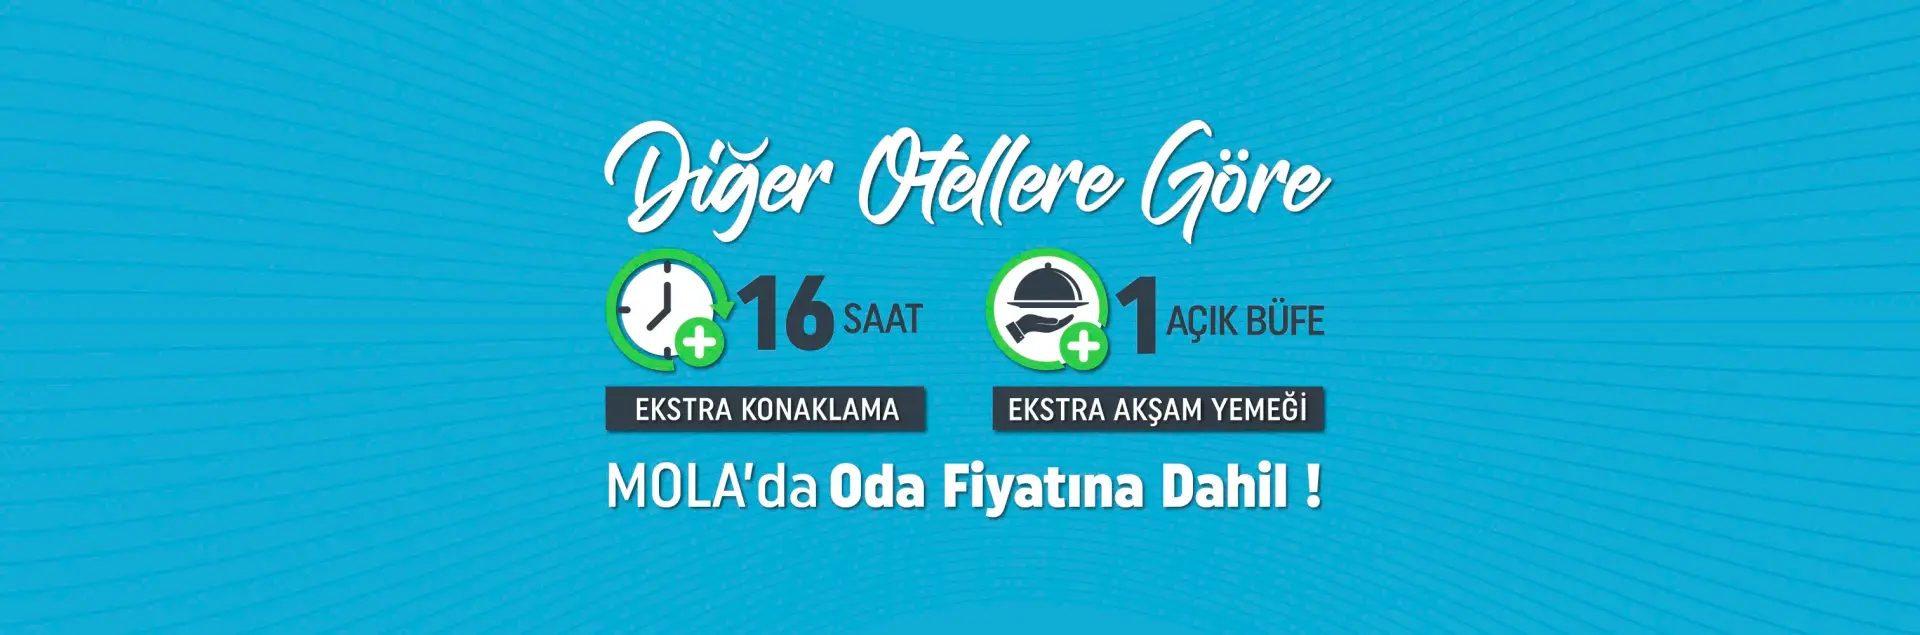 Diğer Otellere Göre
16 SAAT
EKSTRA KONAKLAMA
1 AÇIK BÜFE
EKSTRA AKŞAM YEMEĞİ
MOLA'da Oda Fiyatına Dahil !